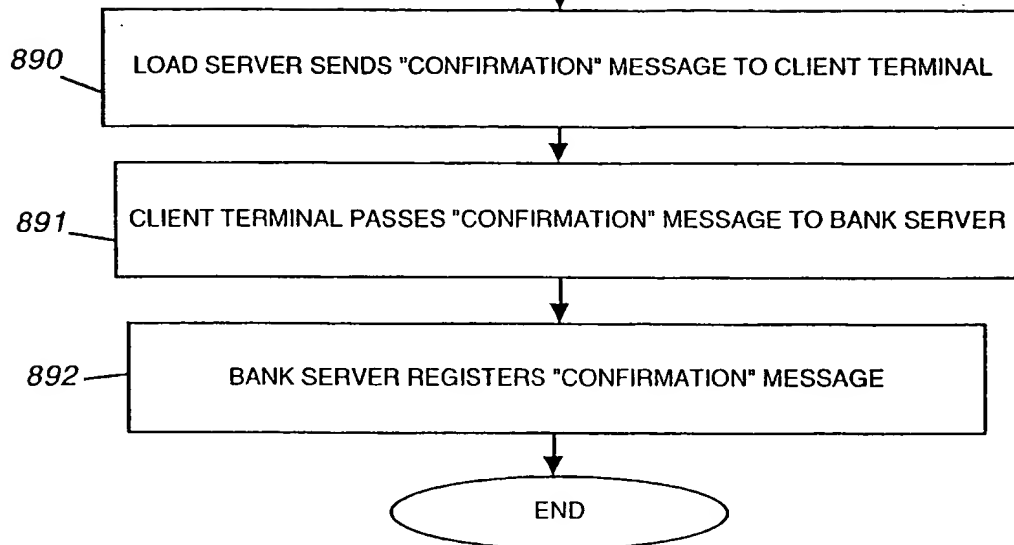 890
LOAD SERVER SENDS "CONFIRMATION" MESSAGE TO CLIENT TERMINAL
891
CLIENT TERMINAL PASSES "CONFIRMATION" MESSAGE TO BANK SERVER
892
BANK SERVER REGISTERS "CONFIRMATION" MESSAGE
END